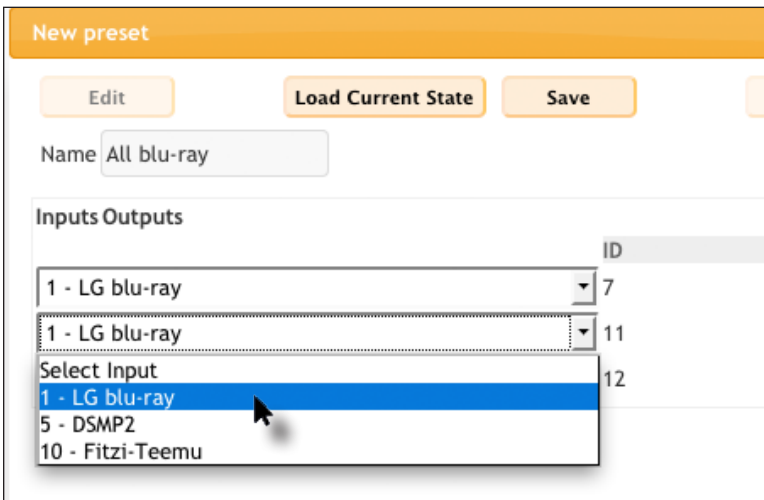 New preset
Edit Load Current State Save
Name All blu-ray
Inputs Outputs
ID
1 - LG blu-ray 7
1 - LG blu-ray 11
Select Input
12
1 - LG blu-ray
5 - DSMP2
10 - Fitzi-Teemu